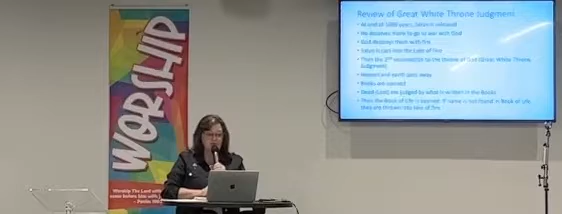 WORSHIP
Worship The Lord
Review of Great White Throne Judgment
At end of 1000 years, Satan is released
He deceives them to go to war with God
God destroys them with fire
Satan is cast into the Lake of Fire
Then the 2nd resurrection to the throne of God (Great White Throne
Judgment)
Heaven and earth pass away
Books are opened
Dead (Lost) are judged by what is written in the Books
Then the Book of Life is opened. If name is not found in Book of Life
they are thrown into lake of fire